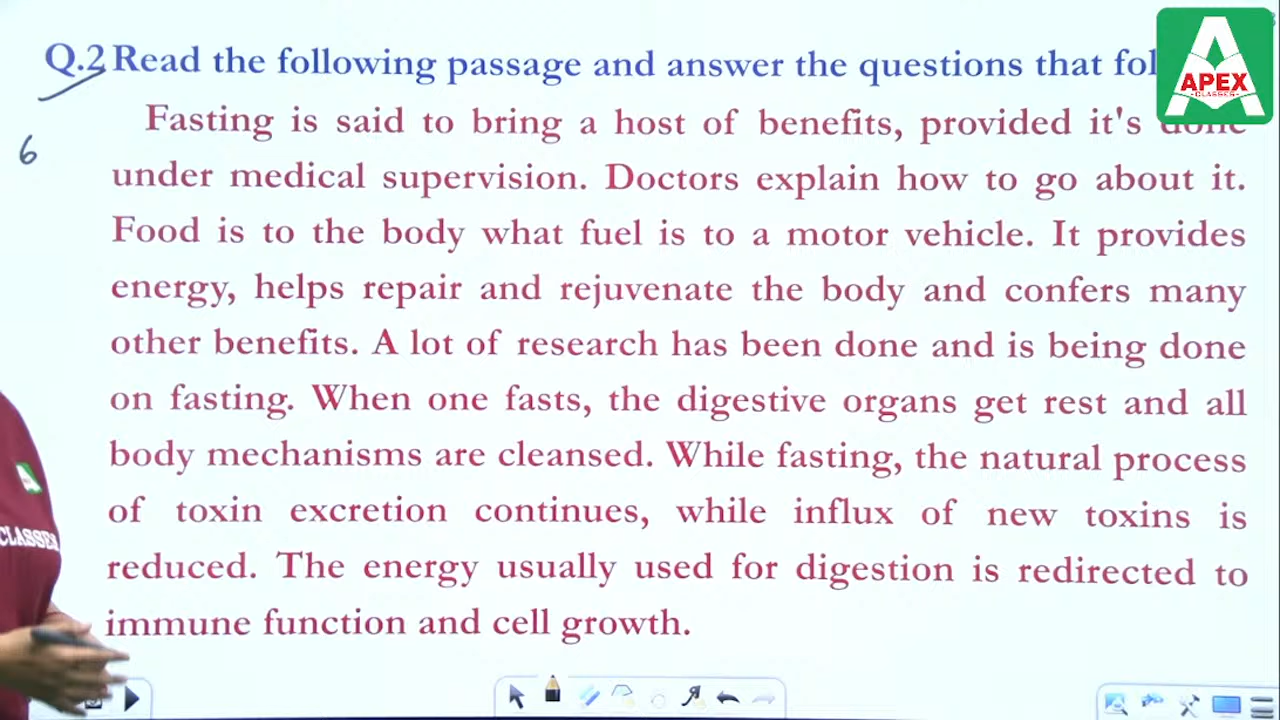 Q.2 Read the following passage and answer the questions that fol
APEX
-CLASSES-
Fasting is said to bring a host of benefits, provided it's done
6
under medical supervision. Doctors explain how to go about it.
Food is to the body what fuel is to a motor vehicle. It provides
energy, helps repair and rejuvenate the body and confers many
other benefits. A lot of research has been done and is being done
on fasting. When one fasts, the digestive organs get rest and all
body mechanisms are cleansed. While fasting, the natural process
of toxin excretion continues, while influx of new toxins is
CLASSES
reduced. The energy usually used for digestion is redirected to
immune function and cell growth.